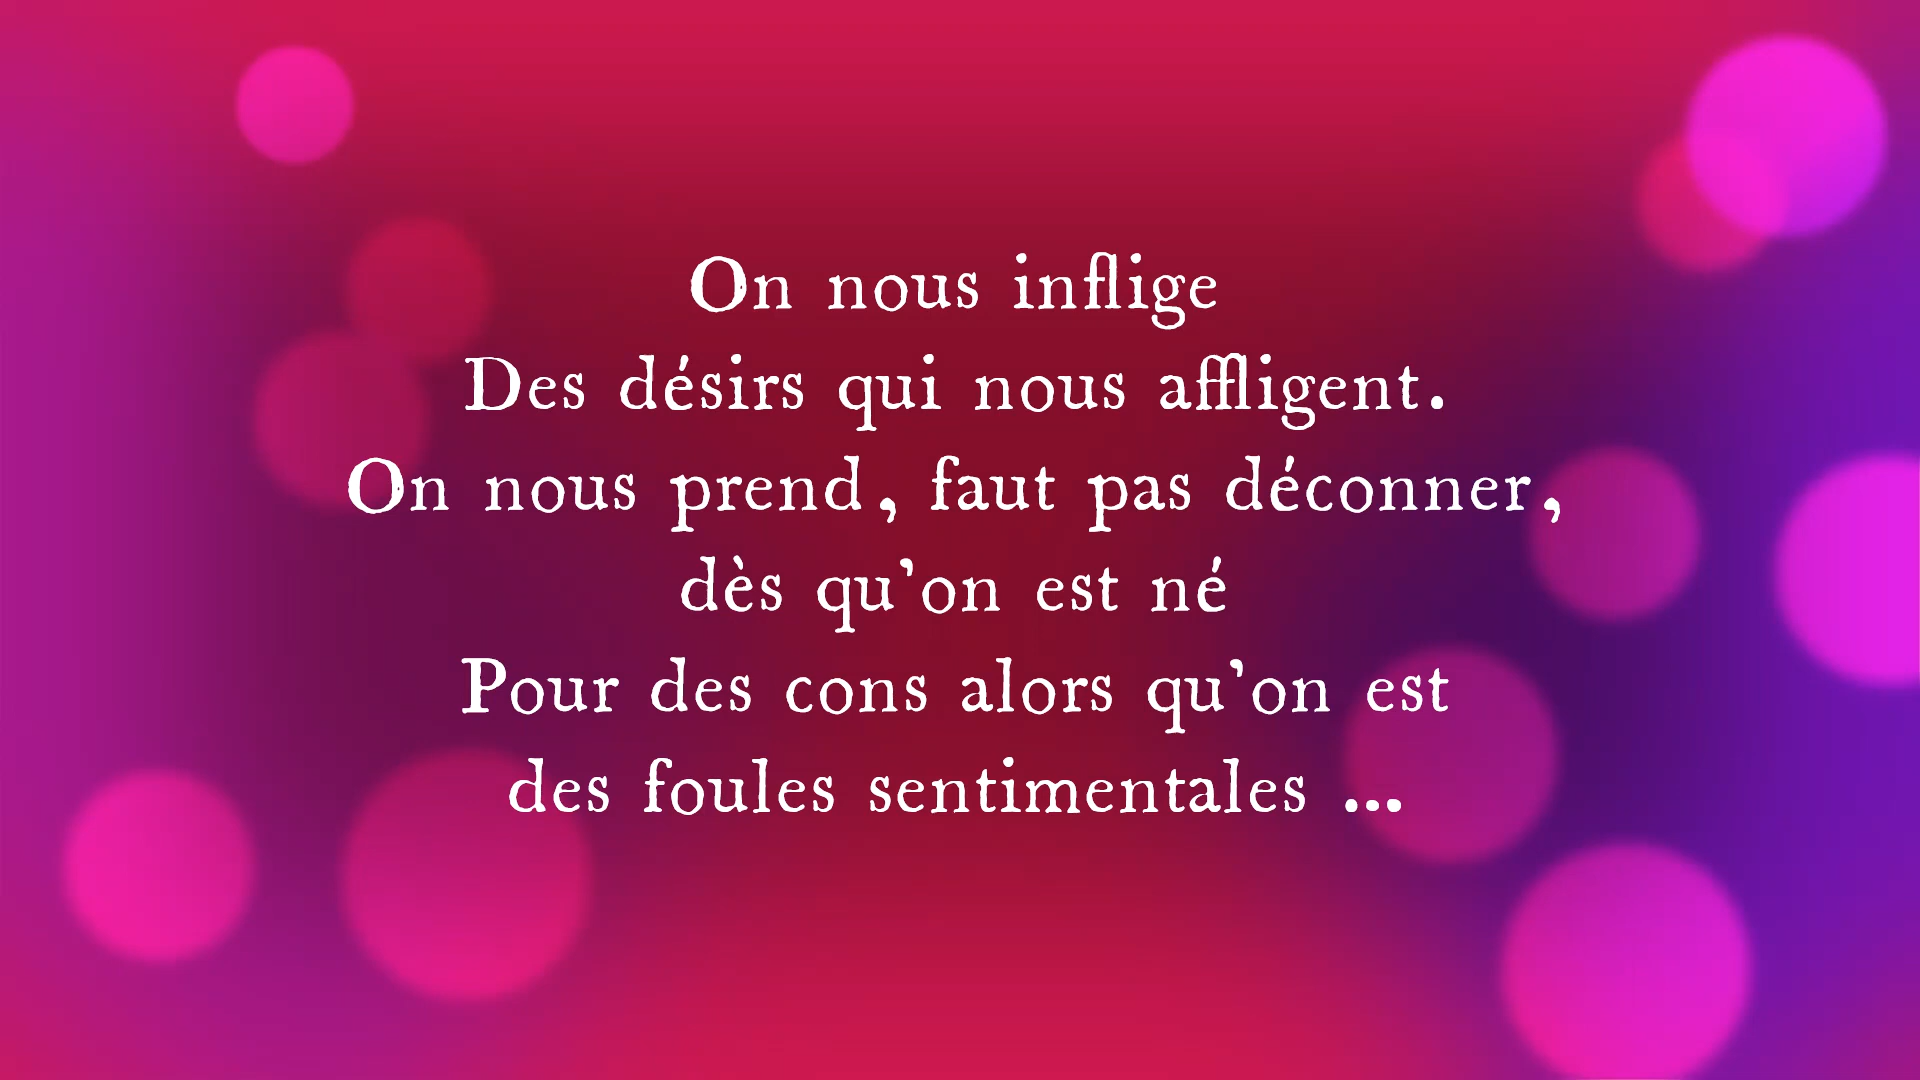 On nous inflige
Des désirs qui nous affligent.
On nous prend, faut pas déconner,
dès qu’on est né
Pour des cons alors qu’on est
des foules sentimentales ...